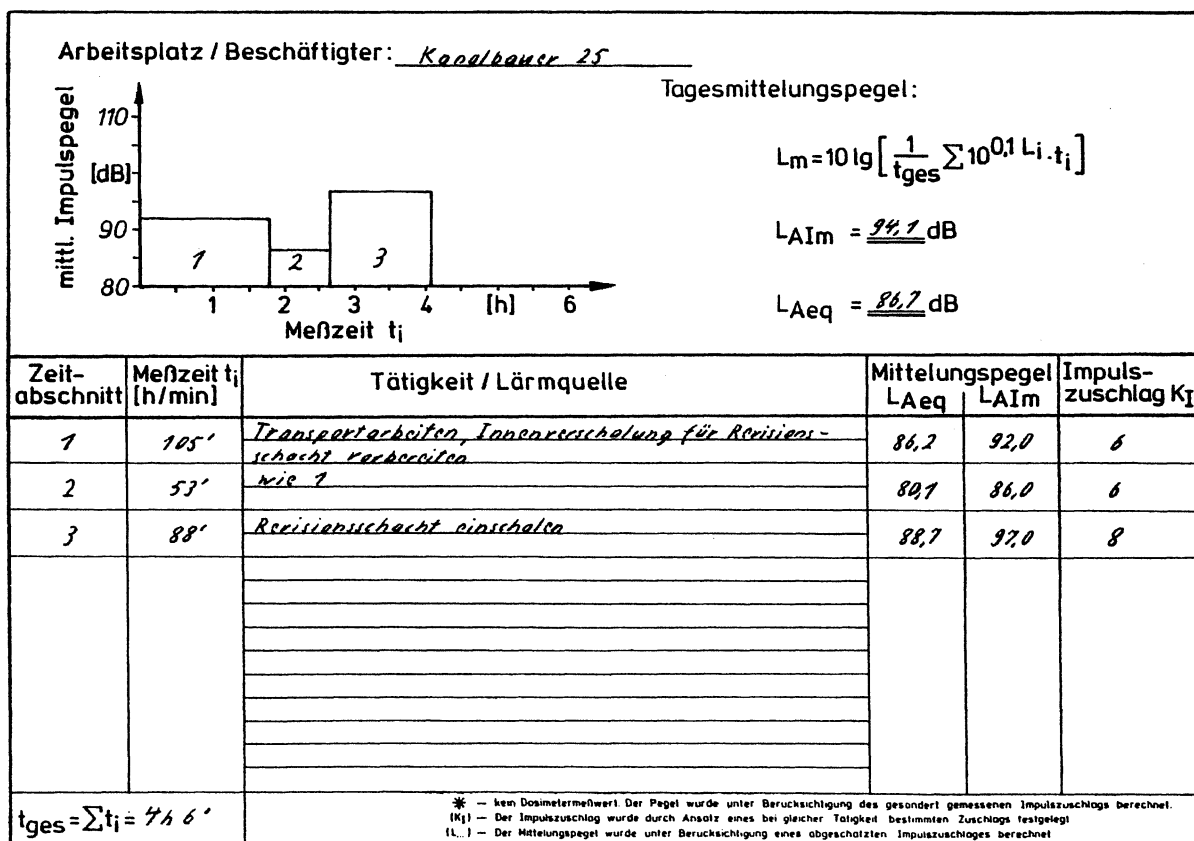 Arbeitsplatz / Beschäftigter: Kanalbauer 25
mittl. Impulspegel
[dB]
110
90
80
1
2
3
1 2 3 4 [h] 6
Meßzeit ti
Tagesmittelungspegel:
Lm = 10 lg [ 1/tges ∑ 10^0,1 Li · ti ]
LAIm = 94,1 dB
LAeq = 86,7 dB
Zeit-abschnitt | Meßzeit ti [h/min] | Tätigkeit / Lärmquelle | Mittelungspegel LAeq | LAIm | Impuls-zuschlag KI
1 105' Transportarbeiten, Innenverschalung für Revisions-
schacht vorbereiten 86,2 92,0 6
2 53' wie 1 80,1 86,0 6
3 88' Revisionsschacht einschalen 88,7 97,0 8
tges = ∑ti = 4h 6'
* – kein Dosimetermeßwert. Der Pegel wurde unter Berucksichtigung des gesondert gemessenen Impulszuschlags berechnet.
(KI) – Der Impulszuschlag wurde durch Ansatz eines bei gleicher Tatigkeit bestimmten Zuschlags festgelegt
(L...) – Der Mittelungspegel wurde unter Berucksichtigung eines abgeschatzten Impulszuschlages berechnet